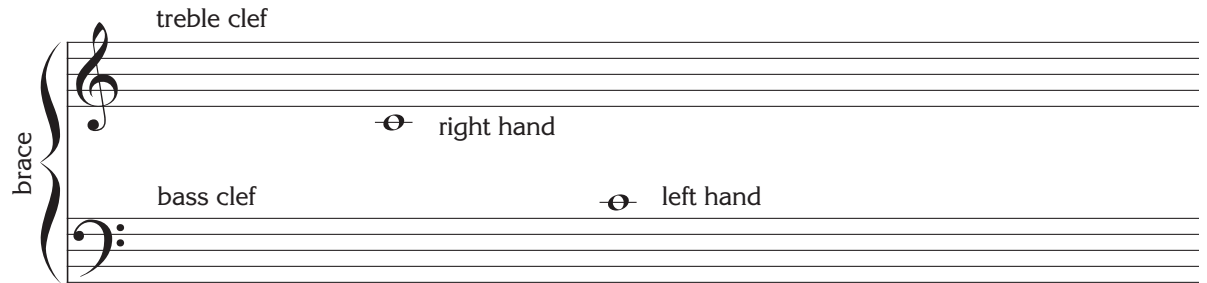 treble clef
right hand
brace
bass clef
left hand